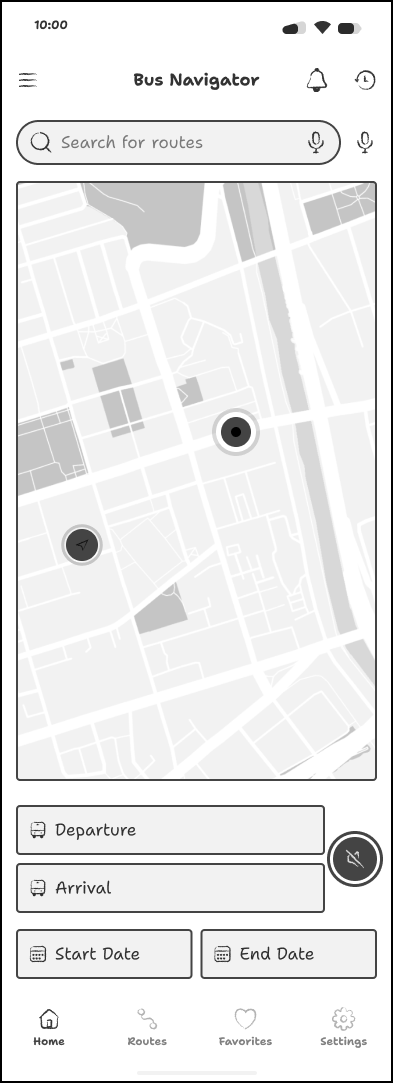 10:00
Bus Navigator
Search for routes
Departure
Arrival
Start Date
End Date
Home
Routes
Favorites
Settings